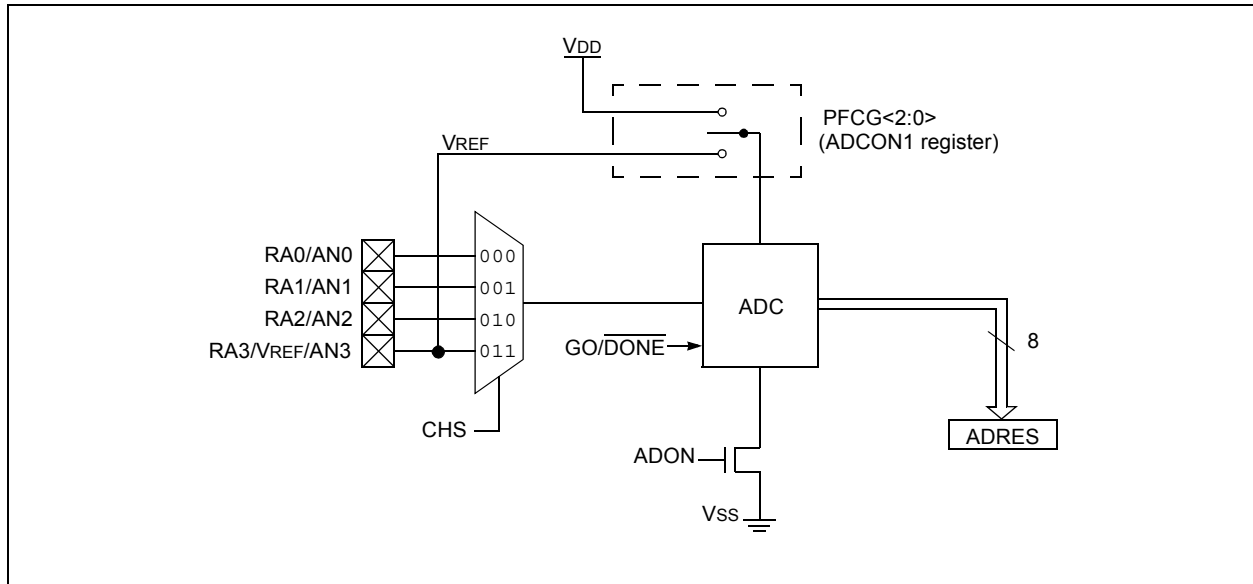 VDD
PFCG<2:0>
(ADCON1 register)
VREF
RA0/AN0
000
RA1/AN1
001
RA2/AN2
010
RA3/VREF/AN3
011
ADC
GO/DONE
8
CHS
ADRES
ADON
VSS